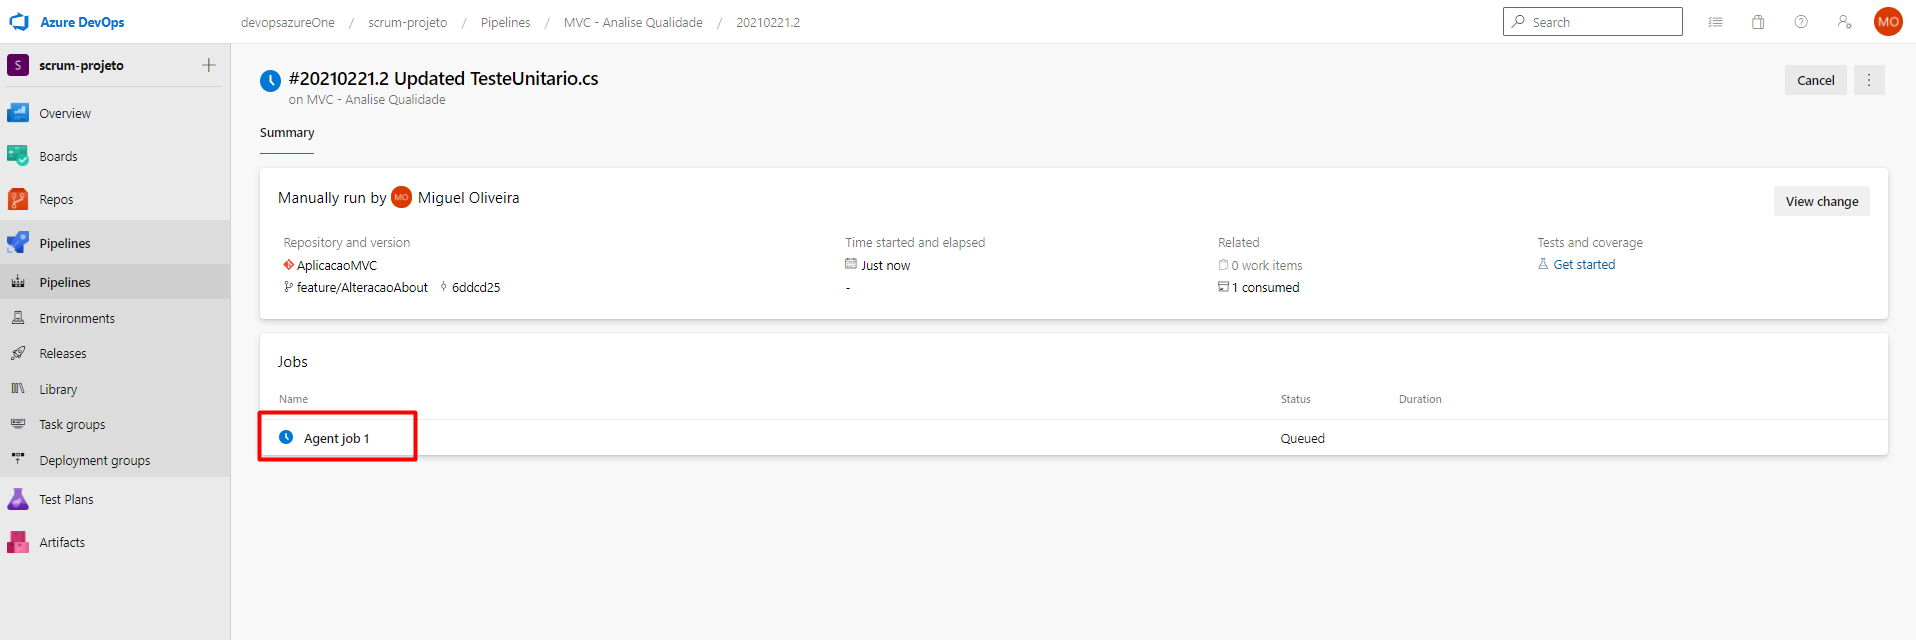 Azure DevOps
devopsazureOne / scrum-projeto / Pipelines / MVC - Analise Qualidade / 20210221.2
Search
MO
S scrum-projeto
Overview
Boards
Repos
Pipelines
Pipelines
Environments
Releases
Library
Task groups
Deployment groups
Test Plans
Artifacts
#20210221.2 Updated TesteUnitario.cs
on MVC - Analise Qualidade
Cancel
Summary
Manually run by MO Miguel Oliveira
View change
Repository and version
AplicacaoMVC
feature/AlteracaoAbout 6ddcd25
Time started and elapsed
Just now
-
Related
0 work items
1 consumed
Tests and coverage
Get started
Jobs
Name Status Duration
Agent job 1 Queued